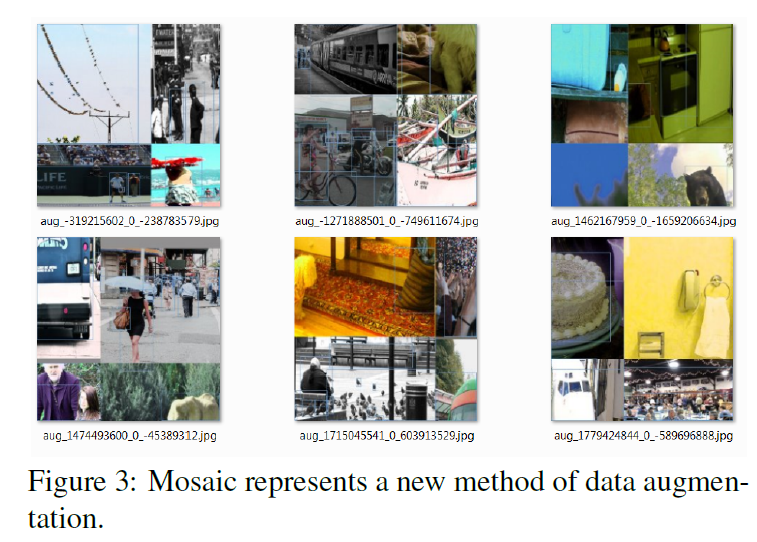 LIFE
aug_-319215602_0_-238783579.jpg
aug_-1271888501_0_-749611674.jpg
aug_1462167959_0_-1659206634.jpg
aug_1474493600_0_-45389312.jpg
aug_1715045541_0_603913529.jpg
aug_1779424844_0_-589696888.jpg
Figure 3: Mosaic represents a new method of data augmen-
tation.